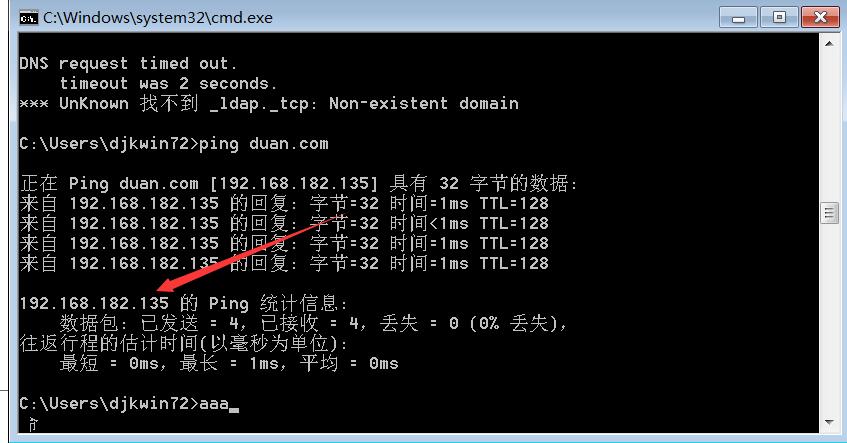 C:\Windows\system32\cmd.exe
DNS request timed out.
timeout was 2 seconds.
*** UnKnown 找不到 _ldap._tcp: Non-existent domain
C:\Users\djkwin72>ping duan.com
正在 Ping duan.com [192.168.182.135] 具有 32 字节的数据:
来自 192.168.182.135 的回复: 字节=32 时间=1ms TTL=128
来自 192.168.182.135 的回复: 字节=32 时间<1ms TTL=128
来自 192.168.182.135 的回复: 字节=32 时间=1ms TTL=128
来自 192.168.182.135 的回复: 字节=32 时间=1ms TTL=128
192.168.182.135 的 Ping 统计信息:
数据包: 已发送 = 4，已接收 = 4，丢失 = 0 (0% 丢失)，
往返行程的估计时间(以毫秒为单位):
最短 = 0ms，最长 = 1ms，平均 = 0ms
C:\Users\djkwin72>aaa_